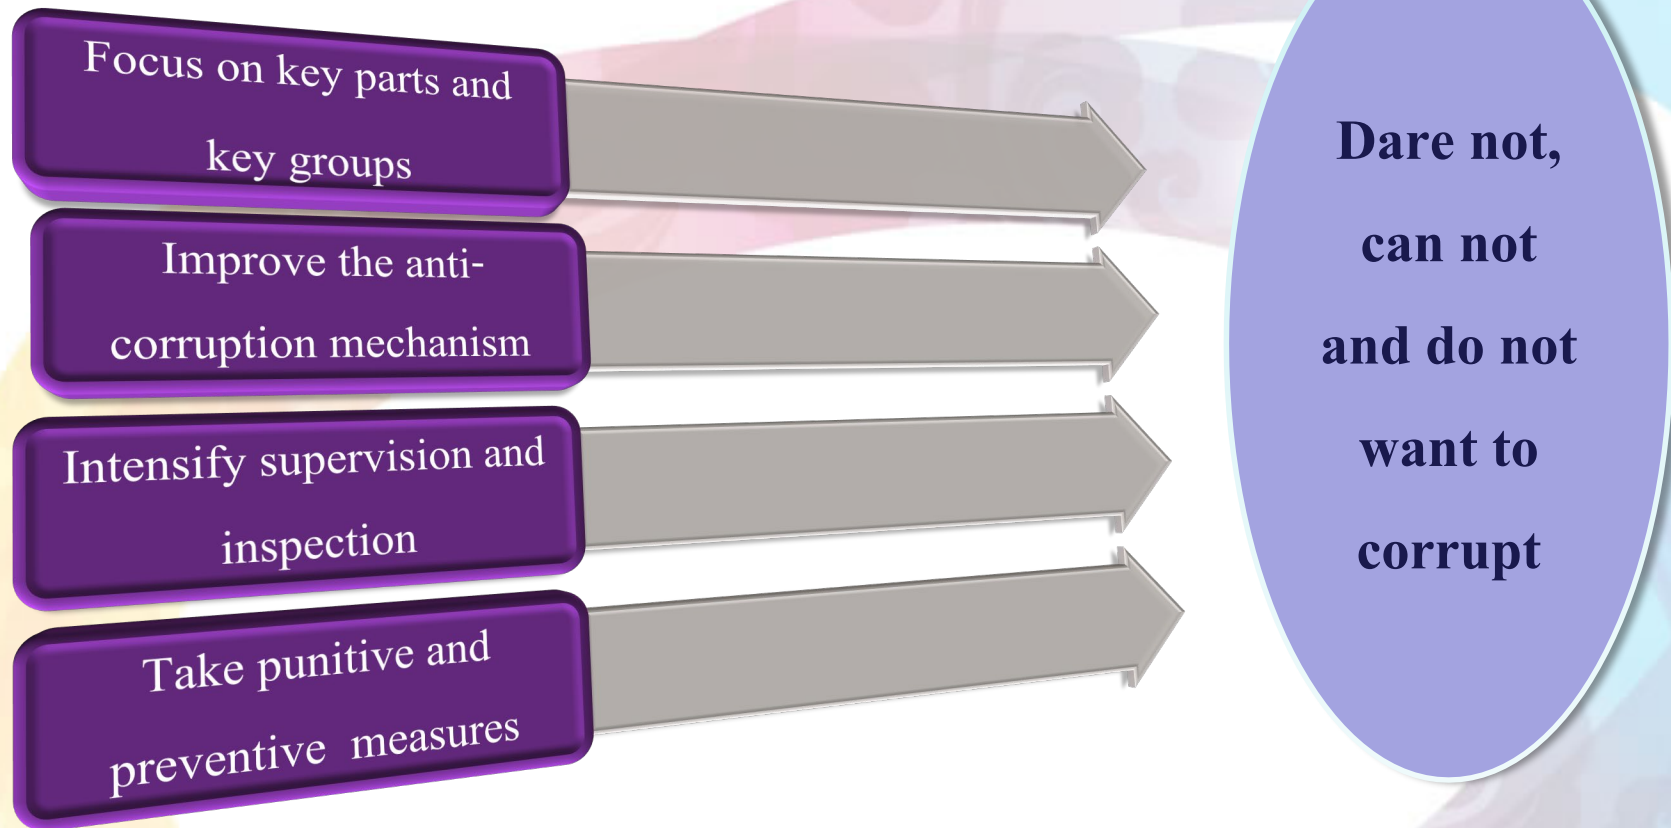 Focus on key parts and
key groups
Improve the anti-
corruption mechanism
Intensify supervision and
inspection
Take punitive and
preventive measures
Dare not,
can not
and do not
want to
corrupt